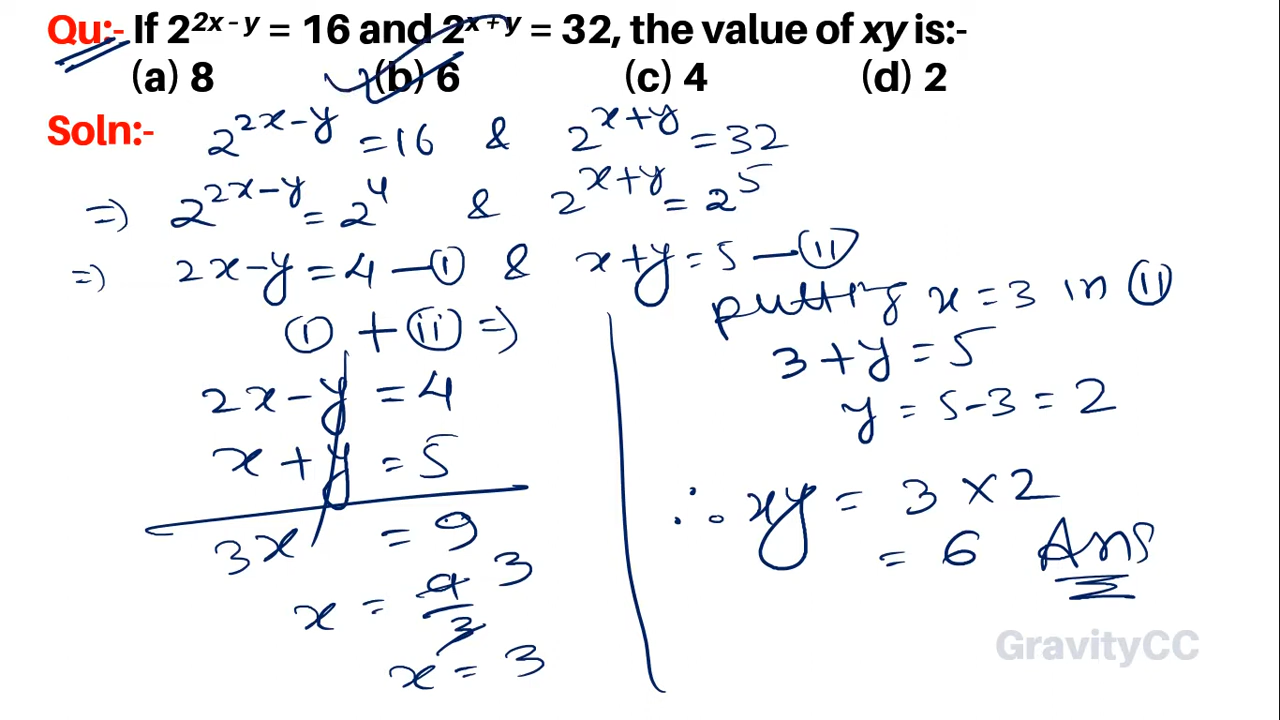 Qu:- If 2^{2x-y} = 16 and 2^{x+y} = 32, the value of xy is:-
(a) 8 (b) 6 (c) 4 (d) 2
Soln:- 2^{2x-y} = 16 & 2^{x+y} = 32
=) 2^{2x-y} = 2^4 & 2^{x+y} = 2^5
=) 2x-y = 4 — (i) & x+y = 5 — (ii)
(i) + (ii) =)
2x-y = 4
x+y = 5
3x = 9
x = 9/3 3
x = 3
putting x = 3 in (ii)
3+y = 5
y = 5-3 = 2
∴ xy = 3 × 2
= 6 Ans
GravityCC